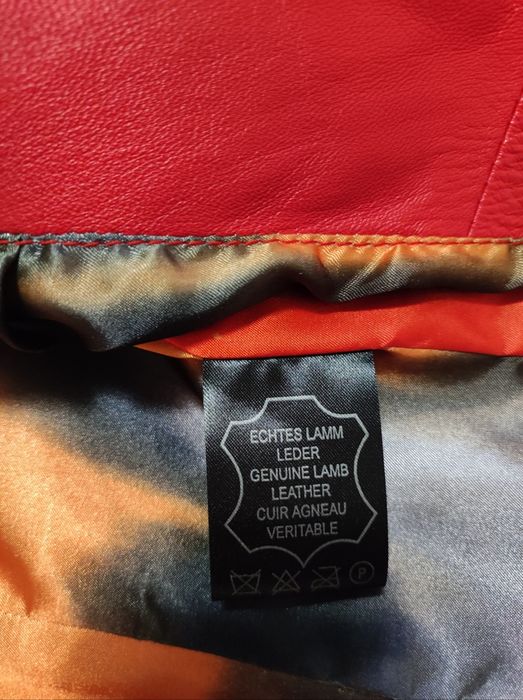 ECHTES LAMM
LEDER
GENUINE LAMB
LEATHER
CUIR AGNEAU
VERITABLE
P